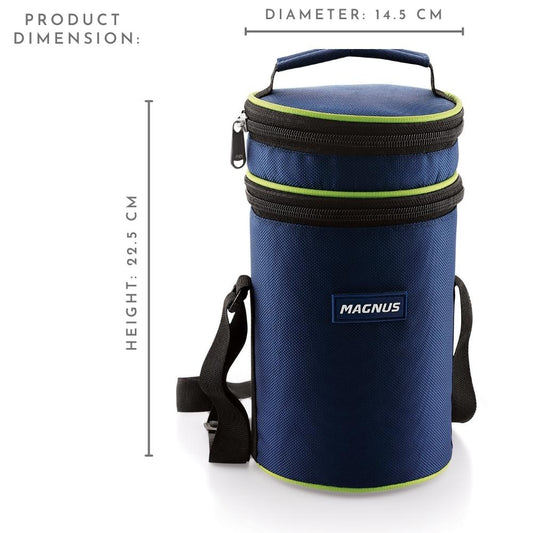 PRODUCT
DIMENSION:
DIAMETER: 14.5 CM
HEIGHT: 22.5 CM
MAGNUS